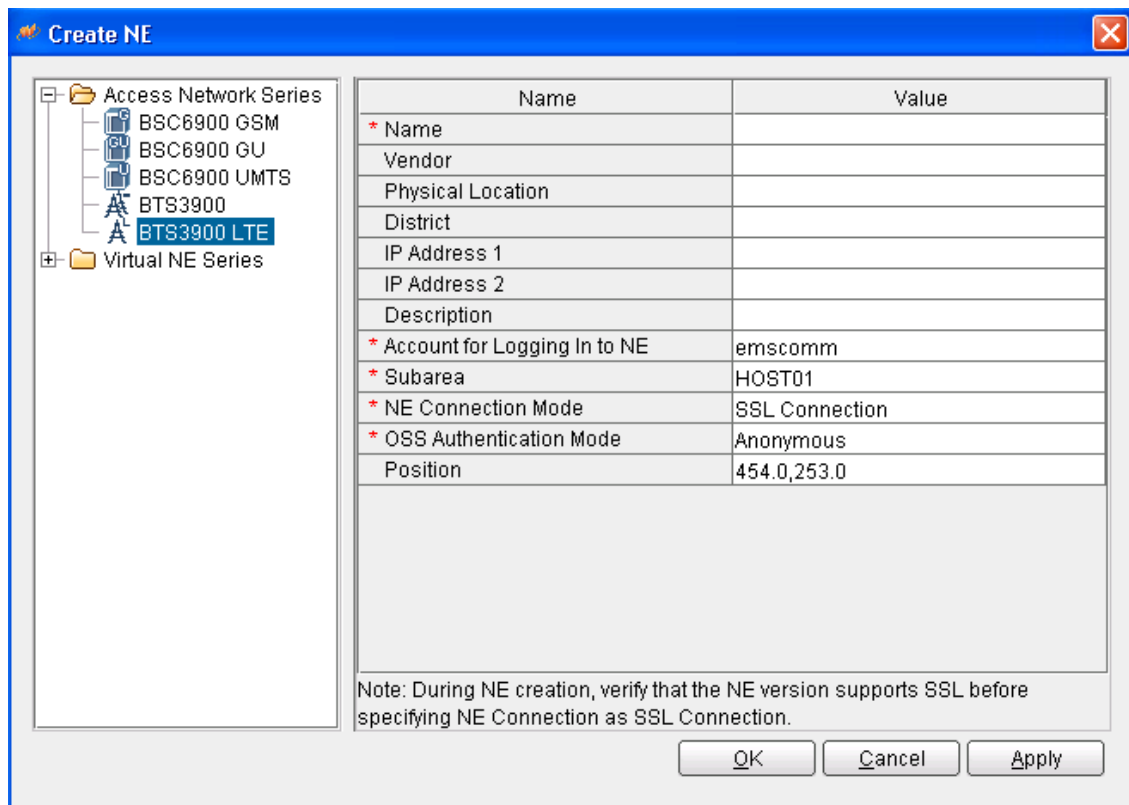 Create NE
Access Network Series
BSC6900 GSM
BSC6900 GU
BSC6900 UMTS
BTS3900
BTS3900 LTE
Virtual NE Series
Name Value
* Name
Vendor
Physical Location
District
IP Address 1
IP Address 2
Description
* Account for Logging In to NE emscomm
* Subarea HOST01
* NE Connection Mode SSL Connection
* OSS Authentication Mode Anonymous
Position 454.0,253.0
Note: During NE creation, verify that the NE version supports SSL before
specifying NE Connection as SSL Connection.
OK Cancel Apply